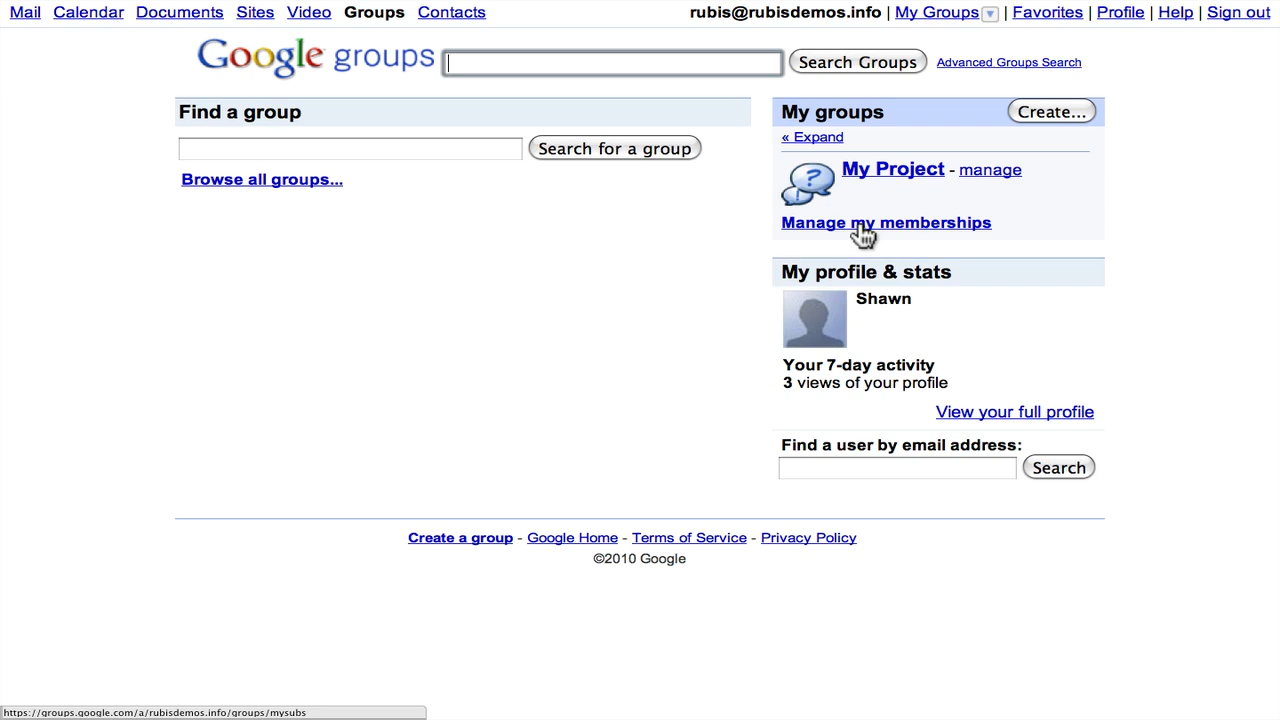 Mail Calendar Documents Sites Video Groups Contacts
rubis@rubisdemos.info | My Groups | Favorites | Profile | Help | Sign out
Google groups
Search Groups
Advanced Groups Search
Find a group
Search for a group
Browse all groups...
My groups
Create...
« Expand
My Project - manage
Manage my memberships
My profile & stats
Shawn
Your 7-day activity
3 views of your profile
View your full profile
Find a user by email address:
Search
Create a group - Google Home - Terms of Service - Privacy Policy
©2010 Google
https://groups.google.com/a/rubisdemos.info/groups/mysubs